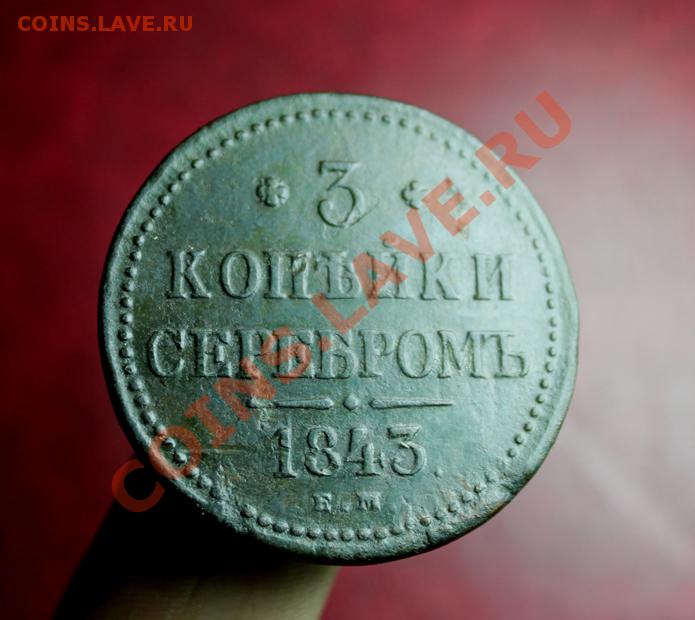 COINS.LAVE.RU
3
КОПѢЙКИ
СЕРЕБРОМЪ
1843.
Е.М.
COINS.LAVE.RU